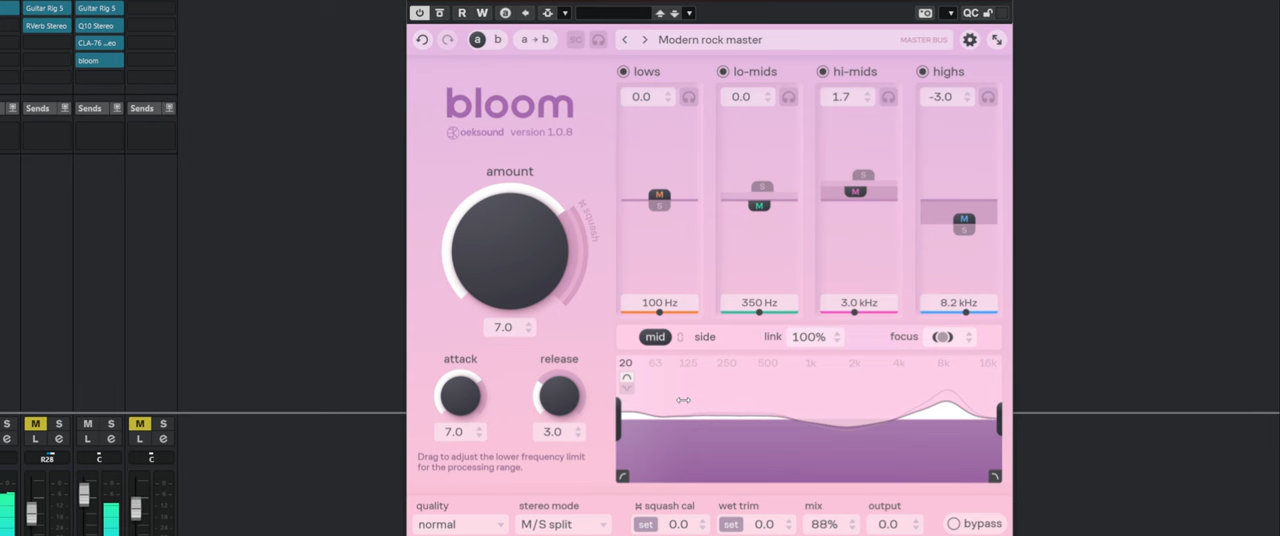 Guitar Rig 5 Guitar Rig 5
RVerb Stereo Q10 Stereo
CLA-76 ...eo
bloom
Sends Sends Sends
R W a QC
a b a → b SC Modern rock master MASTER BUS
lows lo-mids hi-mids highs
0.0 0.0 1.7 -3.0
bloom
oeksound version 1.0.8
amount
squash
M S M S M S M
S
100 Hz 350 Hz 3.0 kHz 8.2 kHz
7.0
mid side link 100% focus
attack release
20 63 125 250 500 1k 2k 4k 8k 16k
7.0 3.0
Drag to adjust the lower frequency limit
for the processing range.
quality stereo mode squash cal wet trim mix output
normal M/S split set 0.0 set 0.0 88% 0.0 bypass
S M S M S M S
e L e L e L e
R28 C C